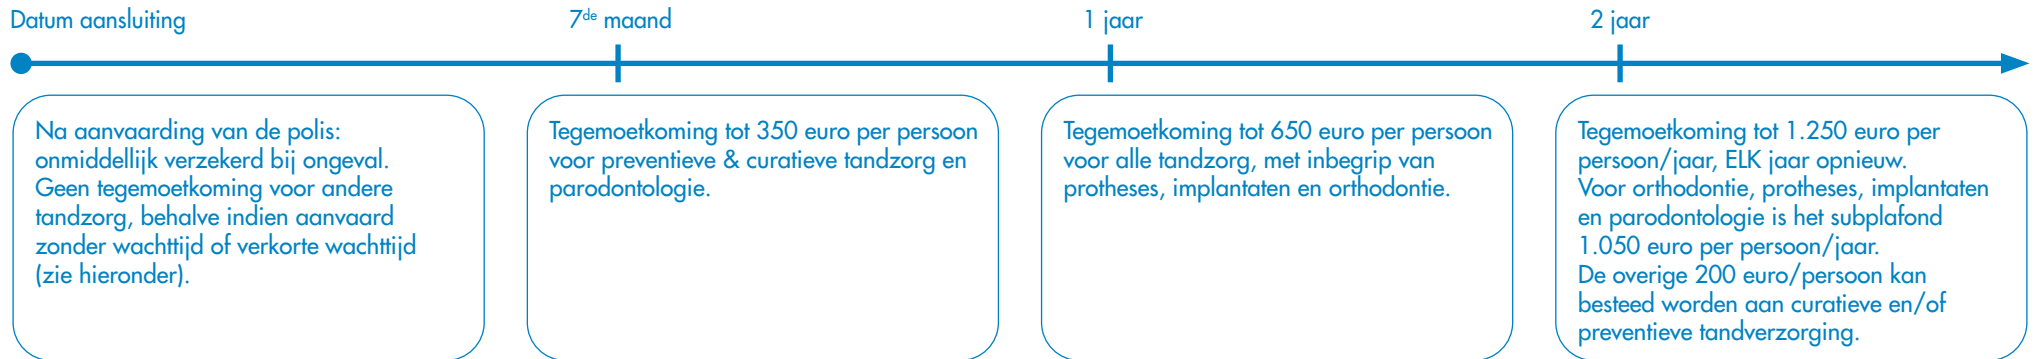 Datum aansluiting
7de maand
1 jaar
2 jaar
Na aanvaarding van de polis:
onmiddellijk verzekerd bij ongeval.
Geen tegemoetkoming voor andere
tandzorg, behalve indien aanvaard
zonder wachttijd of verkorte wachttijd
(zie hieronder).
Tegemoetkoming tot 350 euro per persoon
voor preventieve & curatieve tandzorg en
parodontologie.
Tegemoetkoming tot 650 euro per persoon
voor alle tandzorg, met inbegrip van
protheses, implantaten en orthodontie.
Tegemoetkoming tot 1.250 euro per
persoon/jaar, ELK jaar opnieuw.
Voor orthodontie, protheses, implantaten
en parodontologie is het subplafond
1.050 euro per persoon/jaar.
De overige 200 euro/persoon kan
besteed worden aan curatieve en/of
preventieve tandverzorging.